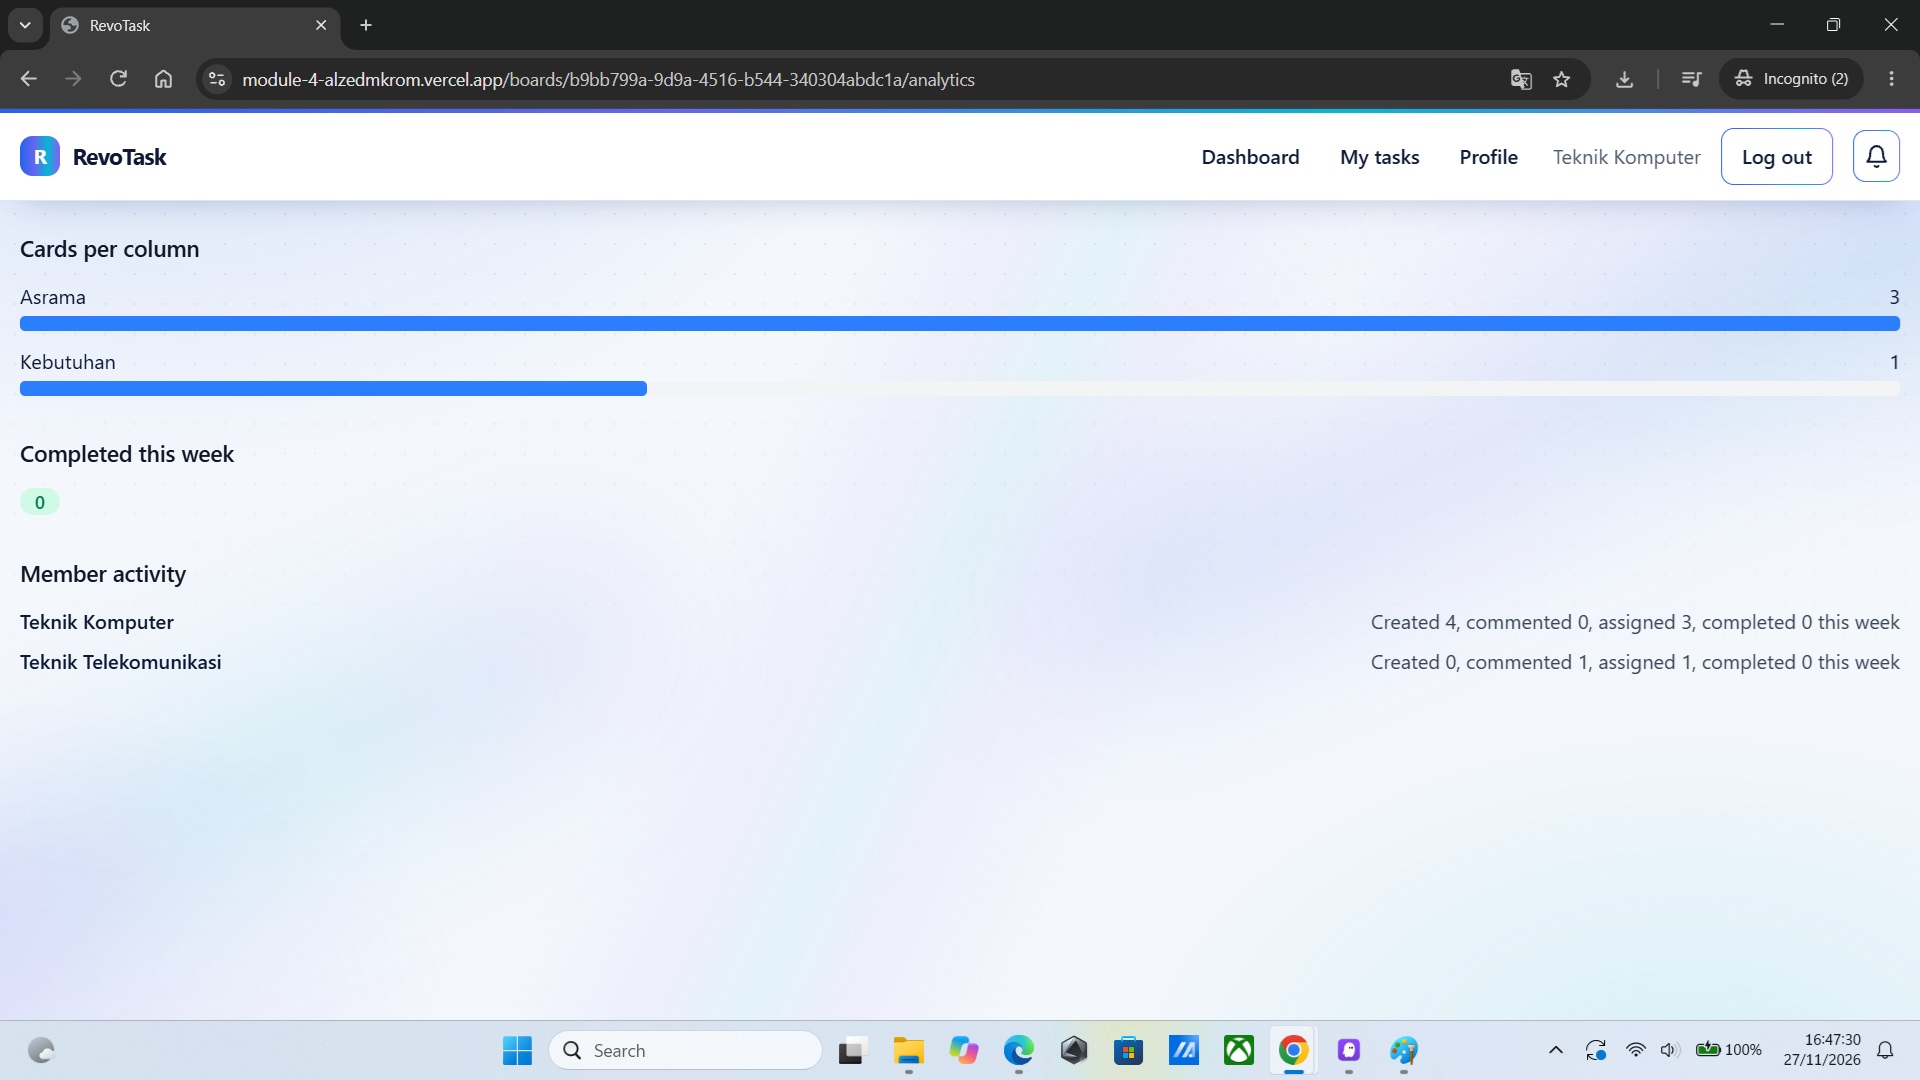 RevoTask
module-4-alzedmkrom.vercel.app/boards/b9bb799a-9d9a-4516-b544-340304abdc1a/analytics
Incognito (2)
R RevoTask
Dashboard My tasks Profile Teknik Komputer Log out
Cards per column
Asrama 3
Kebutuhan 1
Completed this week
0
Member activity
Teknik Komputer Created 4, commented 0, assigned 3, completed 0 this week
Teknik Telekomunikasi Created 0, commented 1, assigned 1, completed 0 this week
Search
100%
16:47:30
27/11/2026